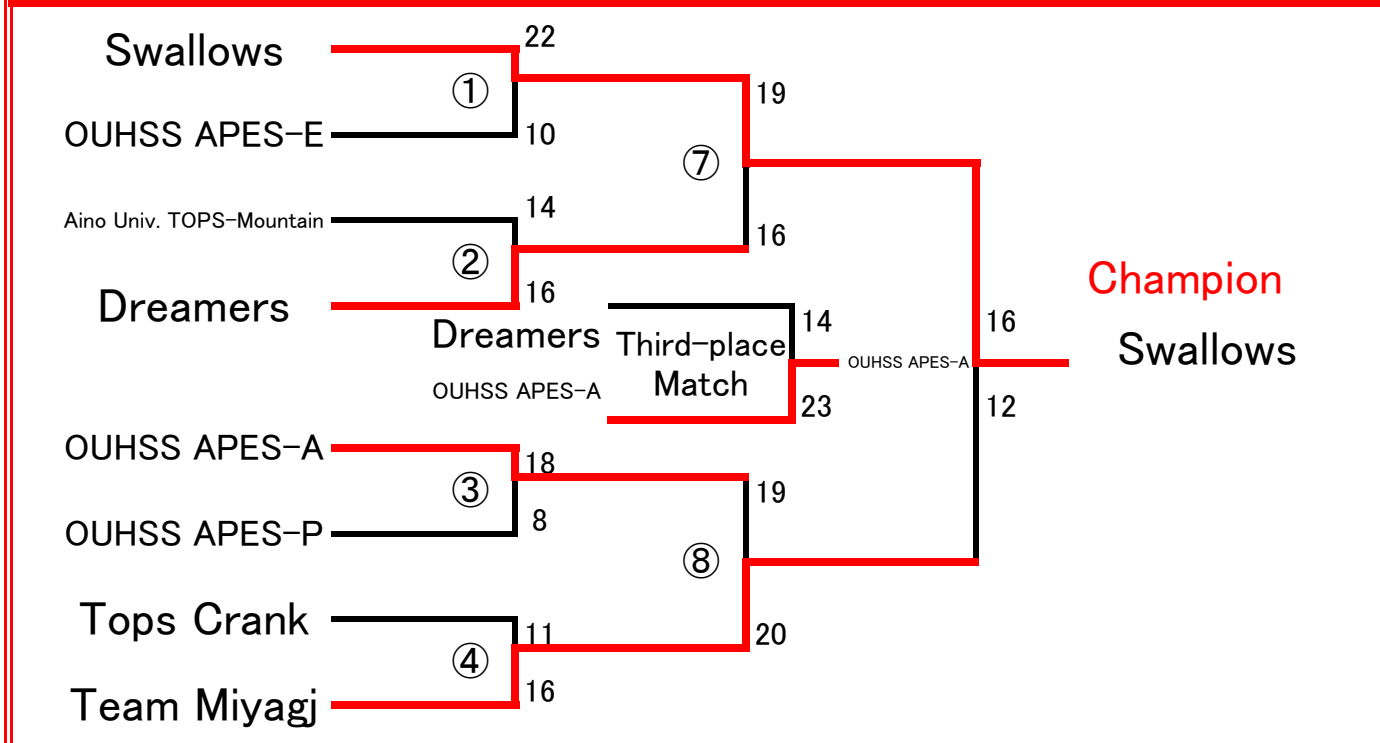 Swallows
22
①
19
OUHSS APES-E
10
⑦
Aino Univ. TOPS-Mountain
14
②
16
Dreamers
16
Champion
Dreamers
Third-place
Match
14
16
OUHSS APES-A
OUHSS APES-A
Swallows
23
12
OUHSS APES-A
18
③
19
OUHSS APES-P
8
⑧
Tops Crank
11
20
④
Team Miyagj
16